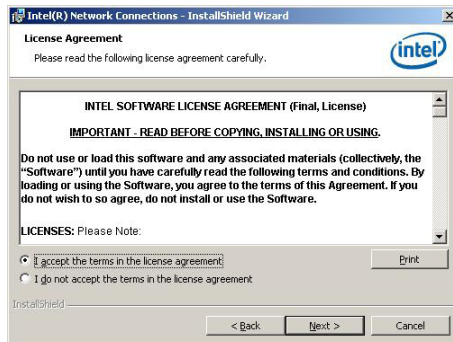 Intel(R) Network Connections - InstallShield Wizard
License Agreement
Please read the following license agreement carefully.
intel
INTEL SOFTWARE LICENSE AGREEMENT (Final, License)
IMPORTANT - READ BEFORE COPYING, INSTALLING OR USING.
Do not use or load this software and any associated materials (collectively, the
"Software") until you have carefully read the following terms and conditions. By
loading or using the Software, you agree to the terms of this Agreement. If you
do not wish to so agree, do not install or use the Software.
LICENSES: Please Note:
I accept the terms in the license agreement
Print
I do not accept the terms in the license agreement
InstallShield
< Back
Next >
Cancel